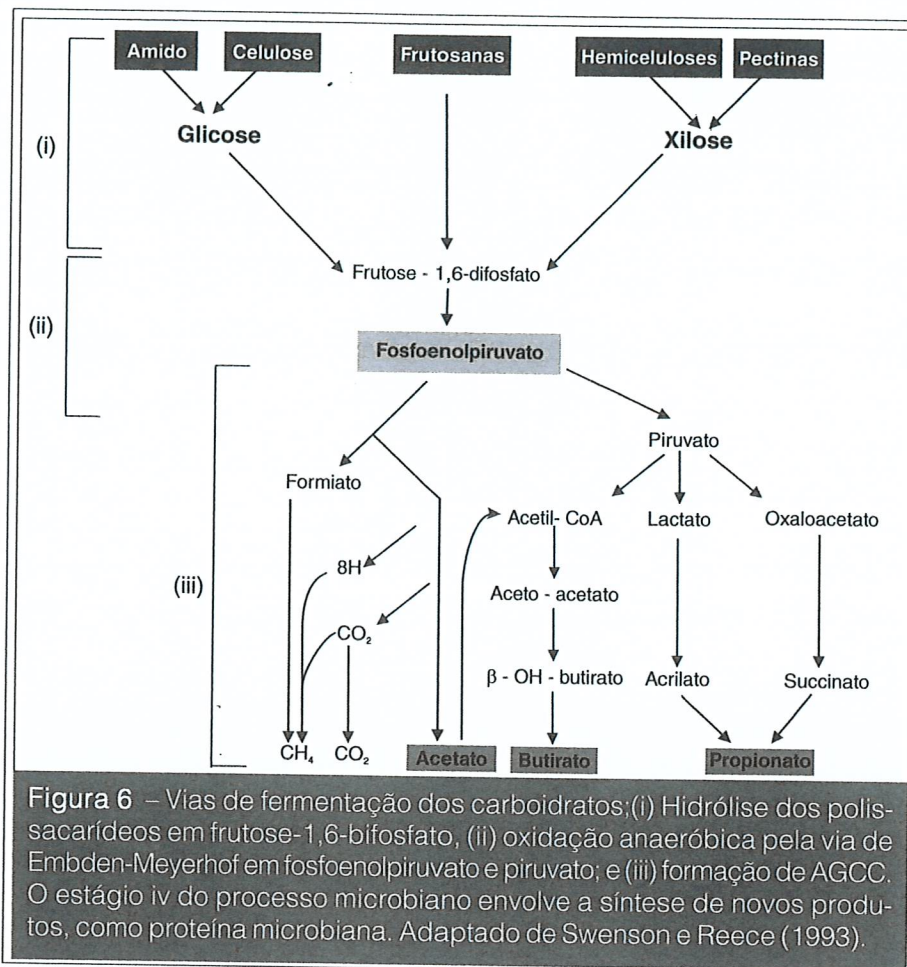 Amido Celulose Frutosanas Hemiceluloses Pectinas
Glicose Xilose
(i)
Frutose - 1,6-difosfato
(ii)
Fosfoenolpiruvato
Piruvato
Formiato
Acetil- CoA Lactato Oxaloacetato
8H
(iii)
Aceto - acetato
CO₂
β - OH - butirato Acrilato Succinato
CH₄ CO₂ Acetato Butirato Propionato
Figura 6 – Vias de fermentação dos carboidratos;(i) Hidrólise dos polis-
sacarídeos em frutose-1,6-bifosfato, (ii) oxidação anaeróbica pela via de
Embden-Meyerhof em fosfoenolpiruvato e piruvato; e (iii) formação de AGCC.
O estágio iv do processo microbiano envolve a síntese de novos produ-
tos, como proteína microbiana. Adaptado de Swenson e Reece (1993).